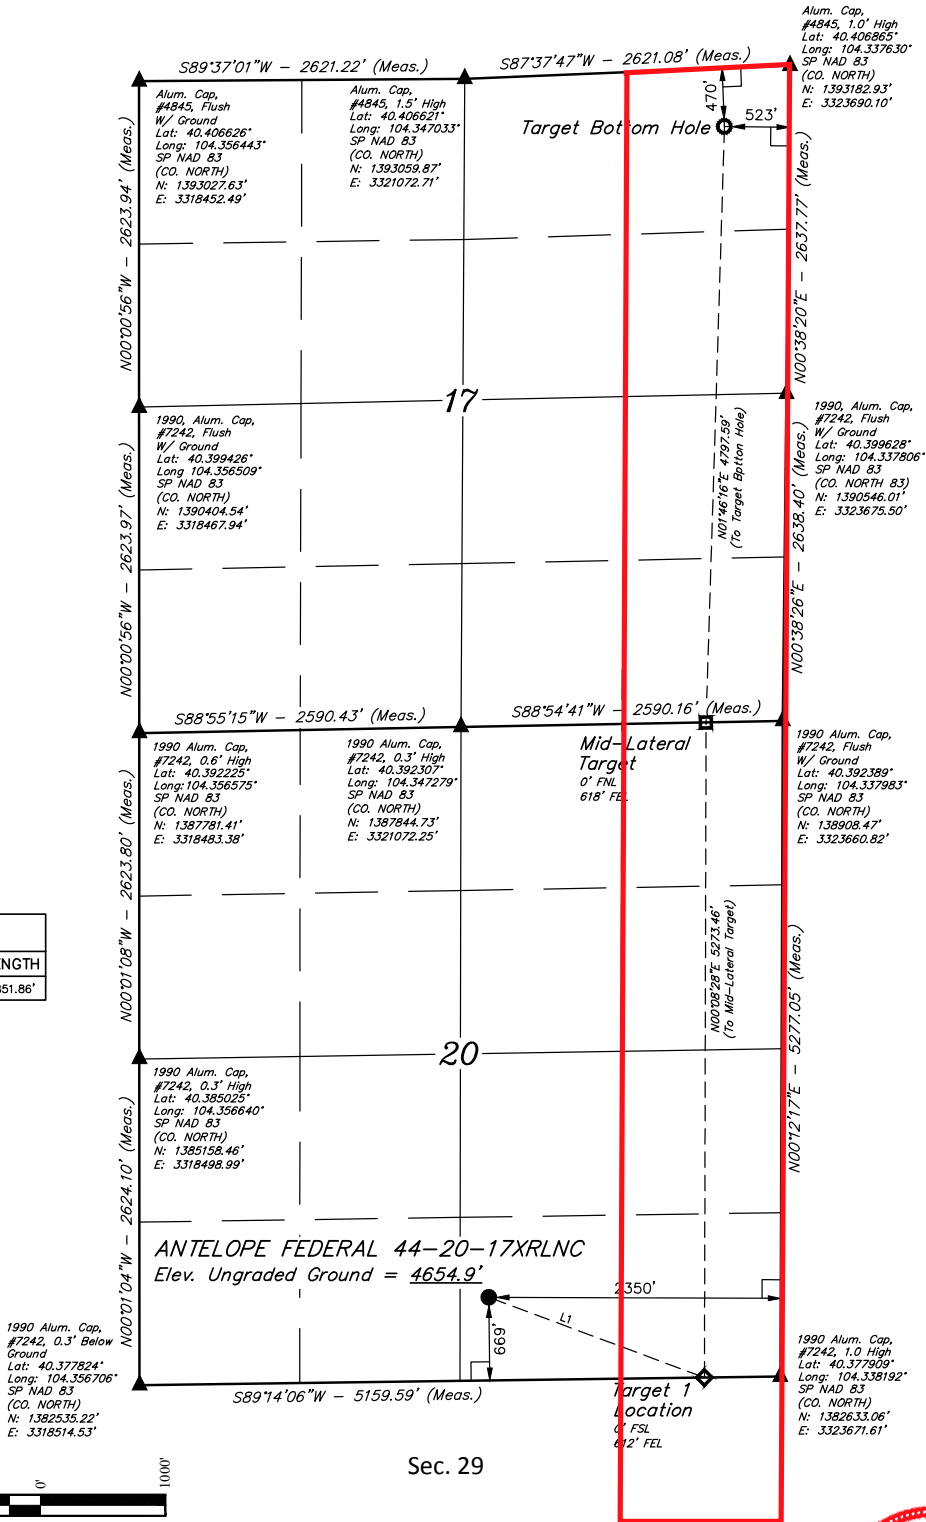 Alum. Cap,
#4845, 1.0' High
Lat: 40.406865°
Long: 104.337630°
SP NAD 83
(CO. NORTH)
N: 1393182.93'
E: 3323690.10'
S89°37'01"W - 2621.22' (Meas.)
S87°37'47"W - 2621.08' (Meas.)
Alum. Cap,
#4845, Flush
W/ Ground
Lat: 40.406626°
Long: 104.356443°
SP NAD 83
(CO. NORTH)
N: 1393027.63'
E: 3318452.49'
Alum. Cap,
#4845, 1.5' High
Lat: 40.406621°
Long: 104.347033°
SP NAD 83
(CO. NORTH)
N: 1393059.87'
E: 3321072.71'
470'
523'
Target Bottom Hole
N00°00'56"W - 2623.94' (Meas.)
N00°38'20"E - 2637.77' (Meas.)
17
1990, Alum. Cap,
#7242, Flush
W/ Ground
Lat: 40.399426°
Long 104.356509°
SP NAD 83
(CO. NORTH)
N: 1390404.54'
E: 3318467.94'
1990, Alum. Cap,
#7242, Flush
W/ Ground
Lat: 40.399628°
Long: 104.337806°
SP NAD 83
(CO. NORTH 83)
N: 1390546.01'
E: 3323675.50'
N01°46'16"E 4797.59'
(To Target Bptton Hole)
N00°00'56"W - 2623.97' (Meas.)
N00°38'26"E - 2638.40' (Meas.)
S88°55'15"W - 2590.43' (Meas.)
S88°54'41"W - 2590.16' (Meas.)
1990 Alum. Cap,
#7242, 0.6' High
Lat: 40.392225°
Long:104.356575°
SP NAD 83
(CO. NORTH)
N: 1387781.41'
E: 3318483.38'
1990 Alum. Cap,
#7242, 0.3' High
Lat: 40.392307°
Long: 104.347279°
SP NAD 83
(CO. NORTH)
N: 1387844.73'
E: 3321072.25'
Mid-Lateral
Target
0' FNL
618' FEL
1990 Alum. Cap,
#7242, Flush
W/ Ground
Lat: 40.392389°
Long: 104.337983°
SP NAD 83
(CO. NORTH)
N: 138908.47'
E: 3323660.82'
N00°01'08"W - 2623.80' (Meas.)
N00°08'28"E 5273.46'
(To Mid-Lateral Target)
N00°12'17"E - 5277.05' (Meas.)
NGTH
51.86'
20
1990 Alum. Cap,
#7242, 0.3' High
Lat: 40.385025°
Long: 104.356640°
SP NAD 83
(CO. NORTH)
N: 1385158.46'
E: 3318498.99'
N00°01'04"W - 2624.10' (Meas.)
ANTELOPE FEDERAL 44-20-17XRLNC
Elev. Ungraded Ground = 4654.9'
2350'
L1
669'
1990 Alum. Cap,
#7242, 0.3' Below
Ground
Lat: 40.377824°
Long: 104.356706°
SP NAD 83
(CO. NORTH)
N: 1382535.22'
E: 3318514.53'
S89°14'06"W - 5159.59' (Meas.)
Target 1
Location
0' FSL
612' FEL
1990 Alum. Cap,
#7242, 1.0 High
Lat: 40.377909°
Long: 104.338192°
SP NAD 83
(CO. NORTH)
N: 1382633.06'
E: 3323671.61'
Sec. 29
0'
1000'